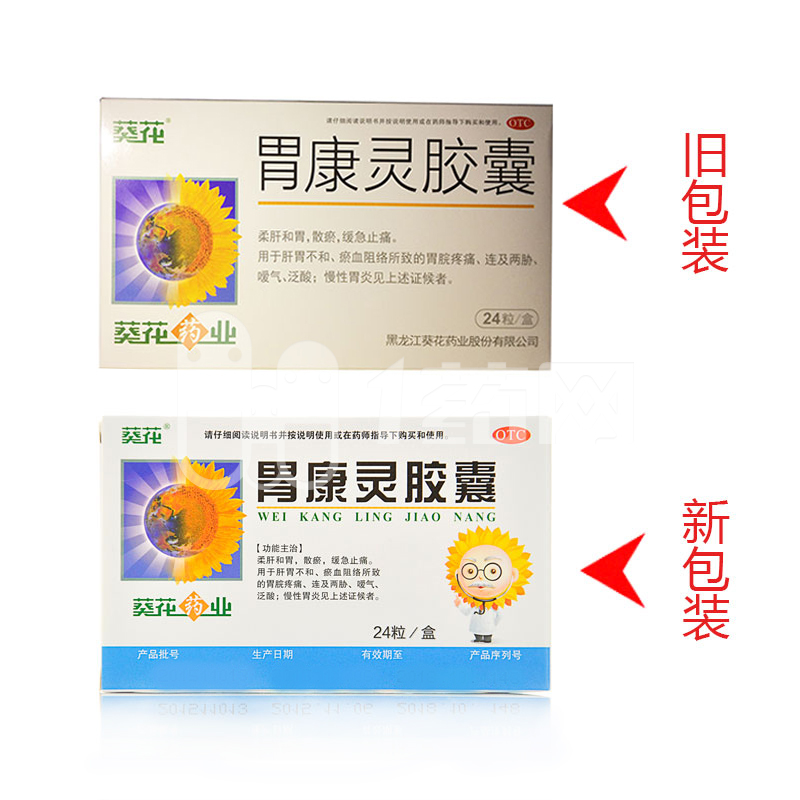 葵花®
请仔细阅读说明书并按说明使用或在药师指导下购买和使用。 OTC
胃康灵胶囊
柔肝和胃,散瘀,缓急止痛。
用于肝胃不和、瘀血阻络所致的胃脘疼痛、连及两胁、
嗳气、泛酸;慢性胃炎见上述证候者。
24粒/盒
葵花药业
黑龙江葵花药业股份有限公司
旧包装
1药网
葵花®
请仔细阅读说明书并按说明使用或在药师指导下购买和使用。 OTC
胃康灵胶囊
WEI KANG LING JIAO NANG
【功能主治】
柔肝和胃,散瘀,缓急止痛。
用于肝胃不和、瘀血阻络所致
的胃脘疼痛、连及两胁、嗳气、
泛酸;慢性胃炎见上述证候者。
葵花药业
24粒/盒
产品批号 生产日期 有效期至 产品序列号
新包装